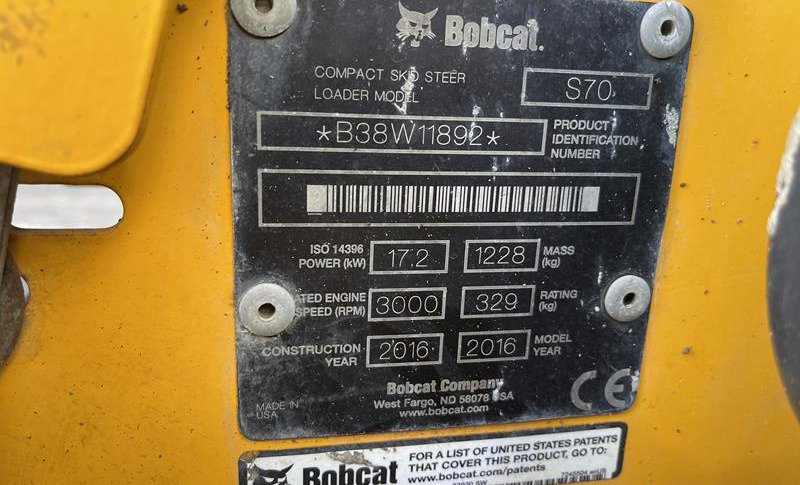 Bobcat.
COMPACT SKID STEER
LOADER MODEL S70
*B38W11892* PRODUCT
IDENTIFICATION
NUMBER
ISO 14396
POWER (kW) 17.2 1228 MASS
(kg)
ATED ENGINE
SPEED (RPM) 3000 329 RATING
(kg)
CONSTRUCTION
YEAR 2016 2016 MODEL
YEAR
Bobcat Company
West Fargo, ND 58078 USA
www.bobcat.com
MADE IN
USA
CE
Bobcat
FOR A LIST OF UNITED STATES PATENTS
THAT COVER THIS PRODUCT, GO TO:
www.bobcat.com/patents